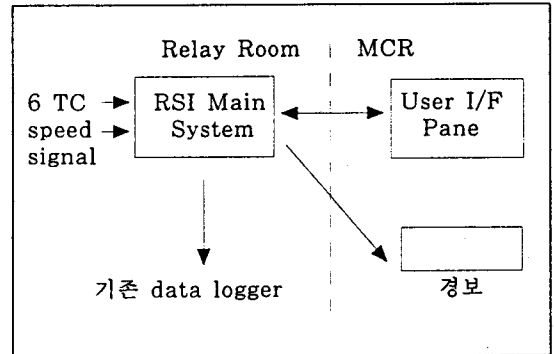 Relay Room
MCR
6 TC
speed
signal
RSI Main
System
User I/F
Pane
기존 data logger
경보